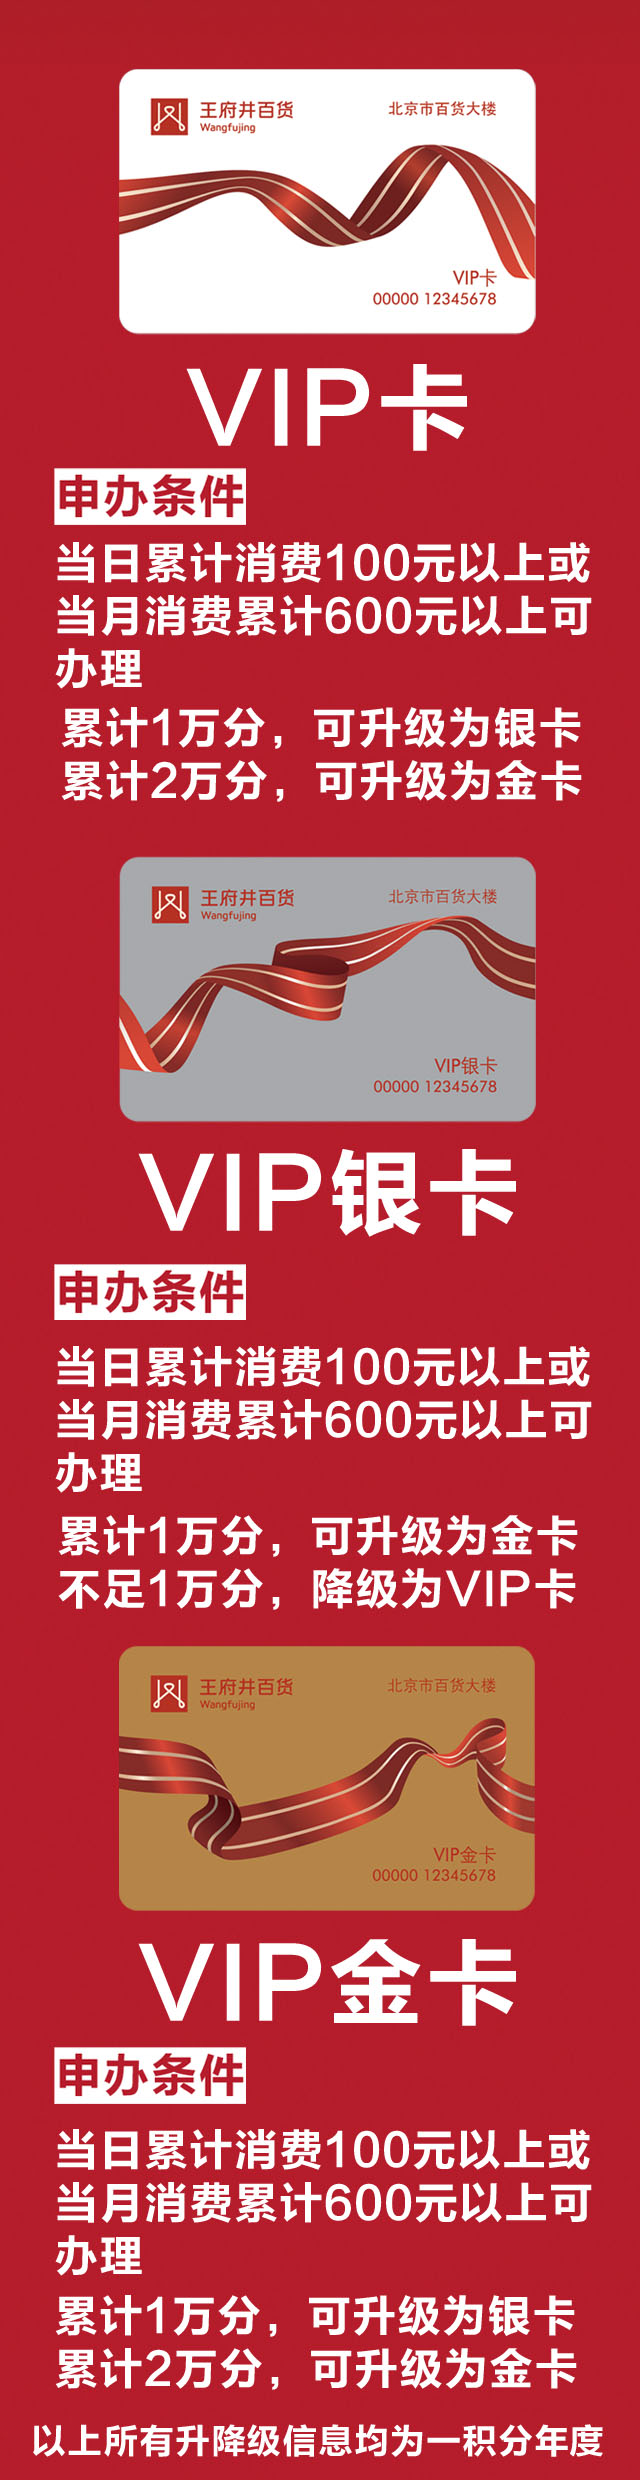 王府井百货
Wangfujing
北京市百货大楼
VIP卡
00000 12345678
VIP卡
申办条件
当日累计消费100元以上或
当月消费累计600元以上可
办理
累计1万分，可升级为银卡
累计2万分，可升级为金卡
王府井百货
Wangfujing
北京市百货大楼
VIP银卡
00000 12345678
VIP银卡
申办条件
当日累计消费100元以上或
当月消费累计600元以上可
办理
累计1万分，可升级为金卡
不足1万分，降级为VIP卡
王府井百货
Wangfujing
北京市百货大楼
VIP金卡
00000 12345678
VIP金卡
申办条件
当日累计消费100元以上或
当月消费累计600元以上可
办理
累计1万分，可升级为银卡
累计2万分，可升级为金卡
以上所有升降级信息均为一积分年度